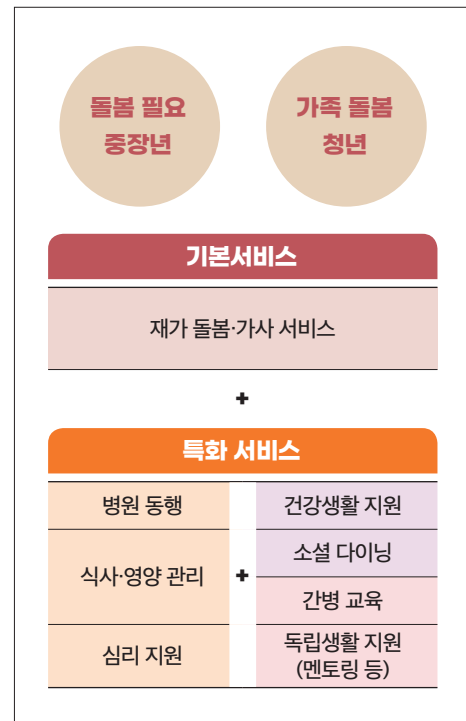 돌봄 필요
중장년
가족 돌봄
청년
기본서비스
재가 돌봄·가사 서비스
+
특화 서비스
병원 동행
식사·영양 관리
심리 지원
+
건강생활 지원
소셜 다이닝
간병 교육
독립생활 지원
(멘토링 등)